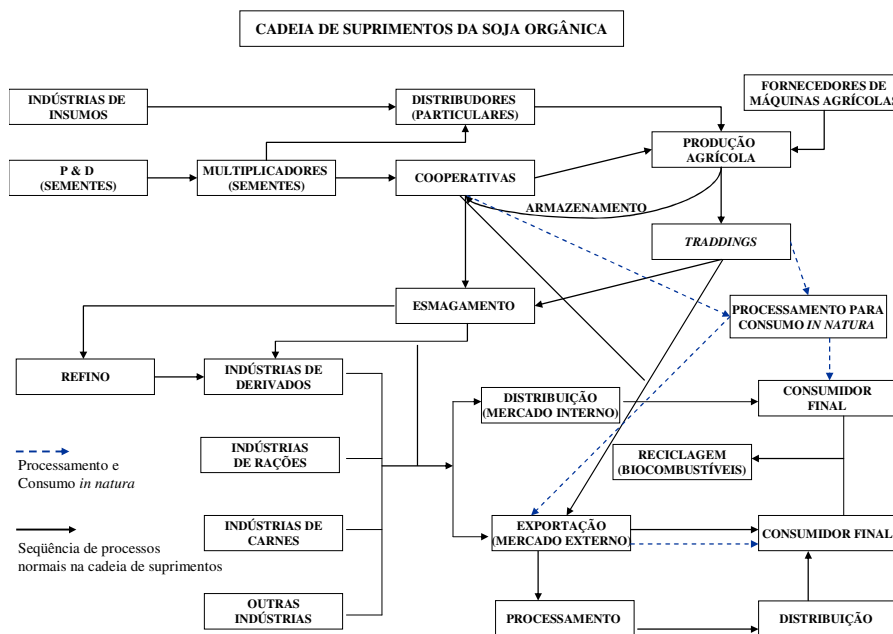 CADEIA DE SUPRIMENTOS DA SOJA ORGÂNICA
INDÚSTRIAS DE
INSUMOS
DISTRIBUDORES
(PARTICULARES)
FORNECEDORES DE
MÁQUINAS AGRÍCOLAS
P & D
(SEMENTES)
MULTIPLICADORES
(SEMENTES)
COOPERATIVAS
PRODUÇÃO
AGRÍCOLA
ARMAZENAMENTO
TRADDINGS
ESMAGAMENTO
PROCESSAMENTO PARA
CONSUMO IN NATURA
REFINO
INDÚSTRIAS DE
DERIVADOS
DISTRIBUIÇÃO
(MERCADO INTERNO)
CONSUMIDOR
FINAL
INDÚSTRIAS
DE RAÇÕES
RECICLAGEM
(BIOCOMBUSTÍVEIS)
Processamento e
Consumo in natura
INDÚSTRIAS DE
CARNES
EXPORTAÇÃO
(MERCADO EXTERNO)
CONSUMIDOR FINAL
Seqüência de processos
normais na cadeia de suprimentos
OUTRAS
INDÚSTRIAS
PROCESSAMENTO
DISTRIBUIÇÃO